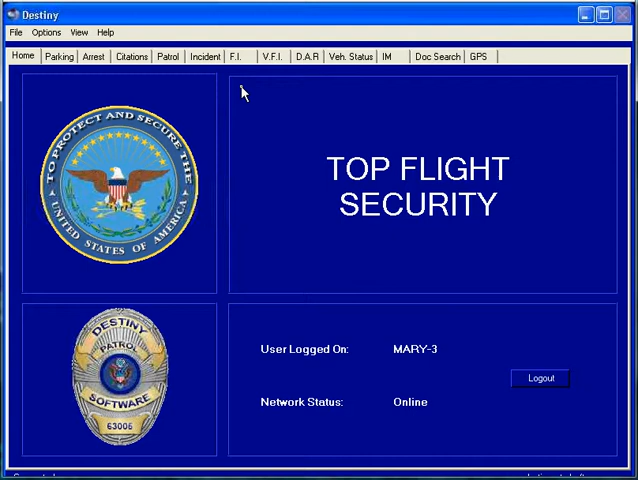 Destiny
File Options View Help
Home Parking Arrest Citations Patrol Incident F.I. V.F.I. D.A.R Veh. Status IM Doc Search GPS
TO PROTECT AND SECURE THE
UNITED STATES OF AMERICA
TOP FLIGHT
SECURITY
DESTINY
PATROL
SOFTWARE
63006
User Logged On: MARY-3
Logout
Network Status: Online